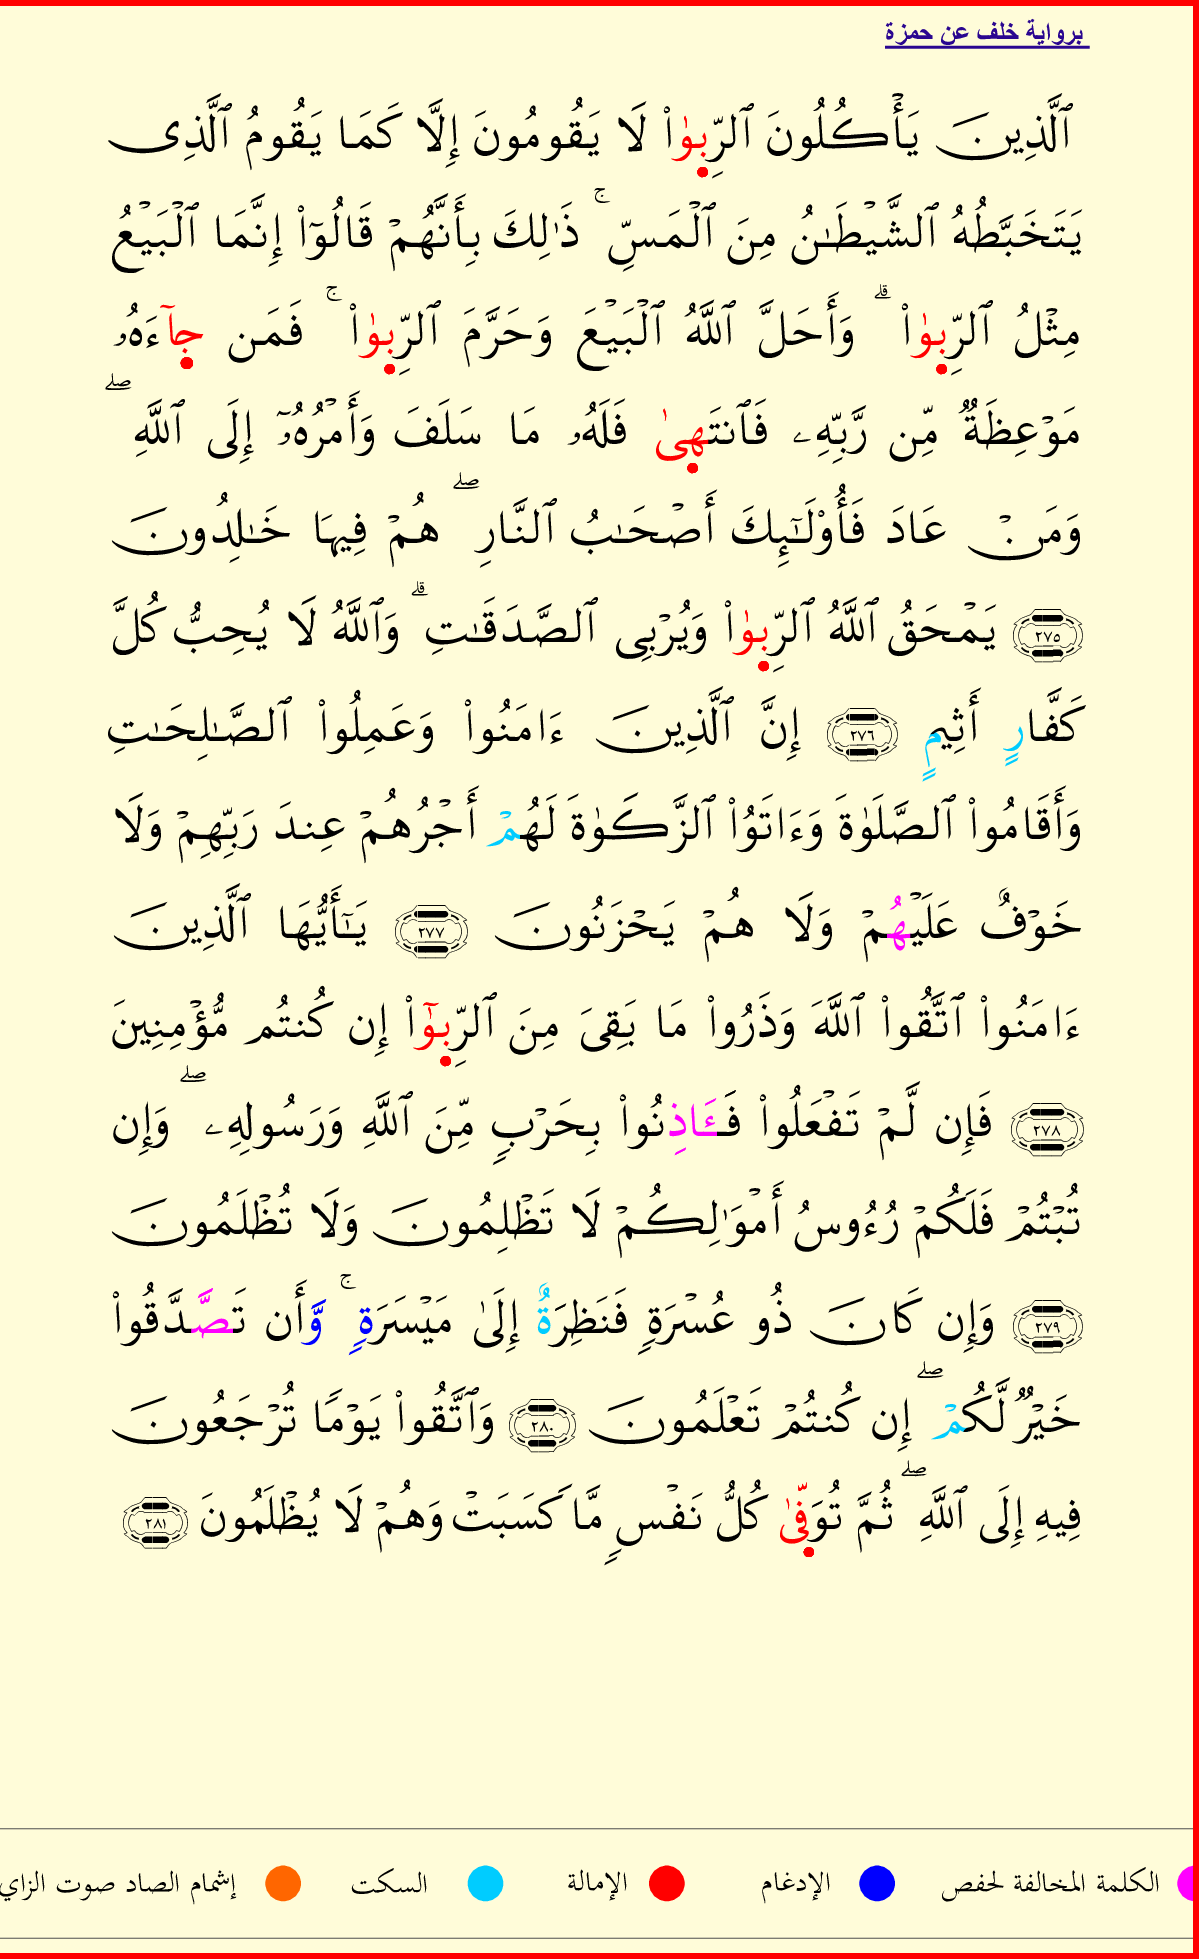 برواية خلف عن حمزة
ٱلَّذِينَ يَأۡكُلُونَ ٱلرِّبَوٰاْ لَا يَقُومُونَ إِلَّا كَمَا يَقُومُ ٱلَّذِى
يَتَخَبَّطُهُ ٱلشَّيۡطَٰنُ مِنَ ٱلۡمَسِّۚ ذَٰلِكَ بِأَنَّهُمۡ قَالُوٓاْ إِنَّمَا ٱلۡبَيۡعُ
مِثۡلُ ٱلرِّبَوٰاْۗ وَأَحَلَّ ٱللَّهُ ٱلۡبَيۡعَ وَحَرَّمَ ٱلرِّبَوٰاْۚ فَمَن جَآءَهُۥ
مَوۡعِظَةٌ مِّن رَّبِّهِۦ فَٱنتَهَىٰ فَلَهُۥ مَا سَلَفَ وَأَمۡرُهُۥٓ إِلَى ٱللَّهِۖ
وَمَنۡ عَادَ فَأُوْلَٰٓئِكَ أَصۡحَٰبُ ٱلنَّارِۖ هُمۡ فِيهَا خَٰلِدُونَ
٢٧٥ يَمۡحَقُ ٱللَّهُ ٱلرِّبَوٰاْ وَيُرۡبِى ٱلصَّدَقَٰتِۗ وَٱللَّهُ لَا يُحِبُّ كُلَّ
كَفَّارٍ أَثِيمٍ ٢٧٦ إِنَّ ٱلَّذِينَ ءَامَنُواْ وَعَمِلُواْ ٱلصَّٰلِحَٰتِ
وَأَقَامُواْ ٱلصَّلَوٰةَ وَءَاتَوُاْ ٱلزَّكَوٰةَ لَهُمۡ أَجۡرُهُمۡ عِندَ رَبِّهِمۡ وَلَا
خَوۡفٌ عَلَيۡهُمۡ وَلَا هُمۡ يَحۡزَنُونَ ٢٧٧ يَٰٓأَيُّهَا ٱلَّذِينَ
ءَامَنُواْ ٱتَّقُواْ ٱللَّهَ وَذَرُواْ مَا بَقِىَ مِنَ ٱلرِّبَوٰٓاْ إِن كُنتُم مُّؤۡمِنِينَ
٢٧٨ فَإِن لَّمۡ تَفۡعَلُواْ فَـَٔاذِنُواْ بِحَرۡبٍ مِّنَ ٱللَّهِ وَرَسُولِهِۦۖ وَإِن
تُبۡتُمۡ فَلَكُمۡ رُءُوسُ أَمۡوَٰلِكُمۡ لَا تَظۡلِمُونَ وَلَا تُظۡلَمُونَ
٢٧٩ وَإِن كَانَ ذُو عُسۡرَةٍ فَنَظِرَةٌ إِلَىٰ مَيۡسَرَةٍۚ وَّأَن تَصَّدَّقُواْ
خَيۡرٌ لَّكُمۡۖ إِن كُنتُمۡ تَعۡلَمُونَ ٢٨٠ وَٱتَّقُواْ يَوۡمًا تُرۡجَعُونَ
فِيهِ إِلَى ٱللَّهِۖ ثُمَّ تُوَفَّىٰ كُلُّ نَفۡسٍ مَّا كَسَبَتۡ وَهُمۡ لَا يُظۡلَمُونَ ٢٨١
الكلمة المخالفة لحفص الإدغام الإمالة السكت إشمام الصاد صوت الزاي